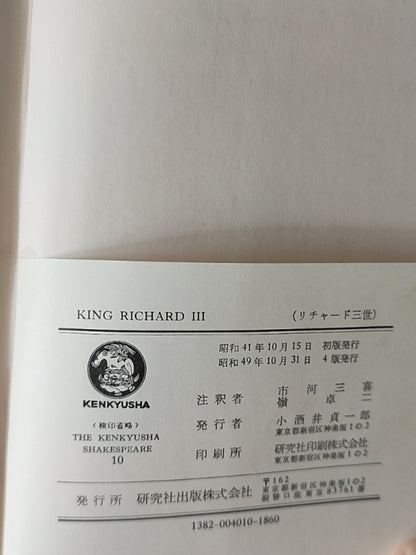 KING RICHARD III （リチャード三世）
昭和41年10月15日 初版発行
昭和49年10月31日 4版発行
KENKYUSHA
〈検印省略〉
THE KENKYUSHA
SHAKESPEARE
10
注釈者 市河三喜
嶺卓二
発行者 小酒井貞一郎
東京都新宿区神楽坂1の2
印刷所 研究社印刷株式会社
東京都新宿区神楽坂1の2
発行所 研究社出版株式会社
〒162
東京都新宿区神楽坂1の2
振替口座東京83761番
1382-004010-1860